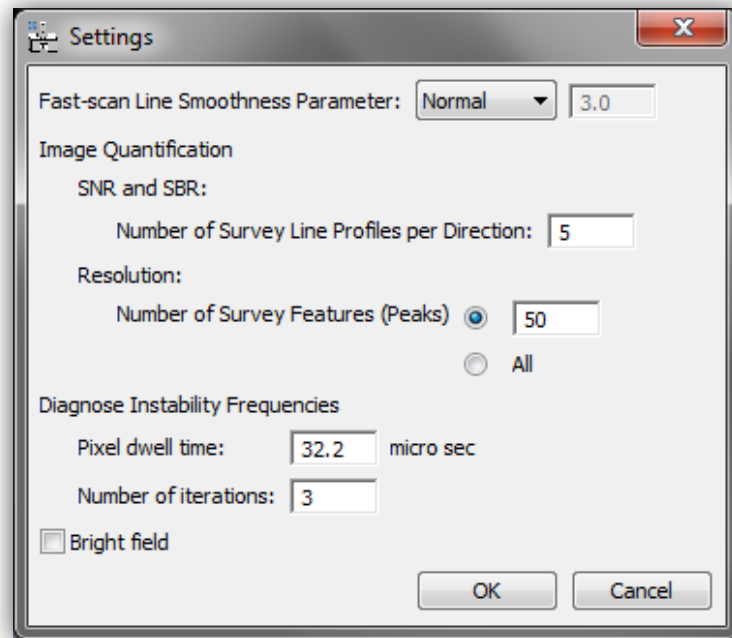 Settings
Fast-scan Line Smoothness Parameter: Normal 3.0
Image Quantification
SNR and SBR:
Number of Survey Line Profiles per Direction: 5
Resolution:
Number of Survey Features (Peaks) 50
All
Diagnose Instability Frequencies
Pixel dwell time: 32.2 micro sec
Number of iterations: 3
Bright field
OK Cancel